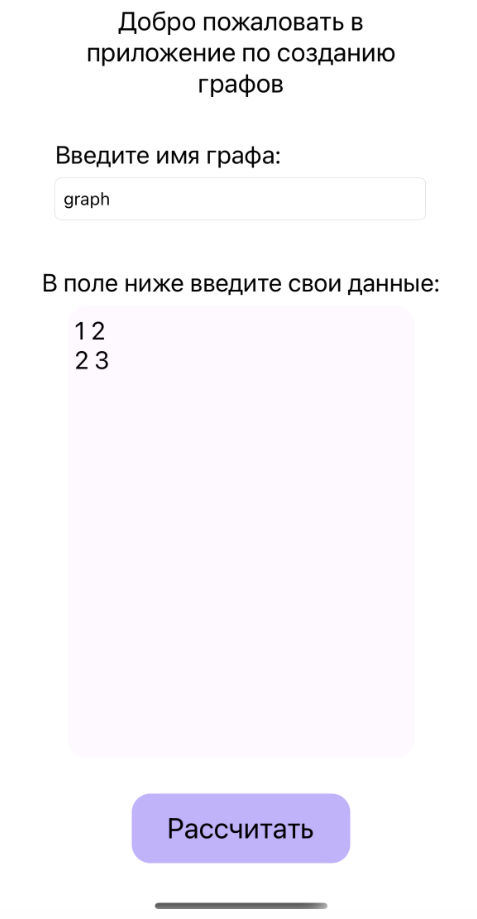 Добро пожаловать в
приложение по созданию
графов
Введите имя графа:
graph
В поле ниже введите свои данные:
1 2
2 3
Рассчитать